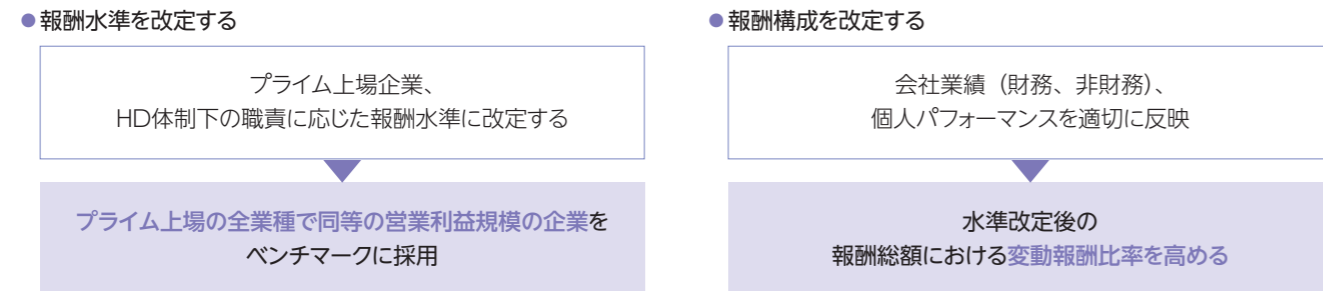 ●報酬水準を改定する
プライム上場企業、
HD体制下の職責に応じた報酬水準に改定する
プライム上場の全業種で同等の営業利益規模の企業を
ベンチマークに採用
●報酬構成を改定する
会社業績（財務、非財務）、
個人パフォーマンスを適切に反映
水準改定後の
報酬総額における変動報酬比率を高める